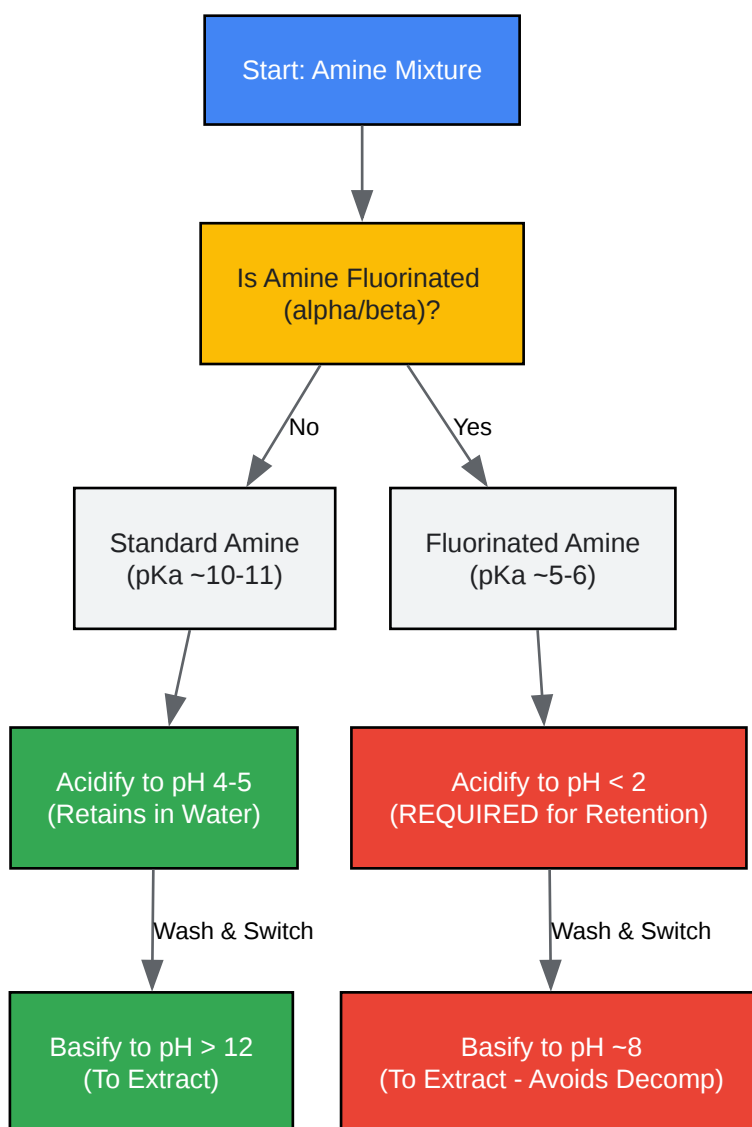 Start: Amine Mixture
Is Amine Fluorinated
(alpha/beta)?
No
Yes
Standard Amine
(pKa ~10-11)
Fluorinated Amine
(pKa ~5-6)
Acidify to pH 4-5
(Retains in Water)
Acidify to pH < 2
(REQUIRED for Retention)
Wash & Switch
Wash & Switch
Basify to pH > 12
(To Extract)
Basify to pH ~8
(To Extract - Avoids Decomp)